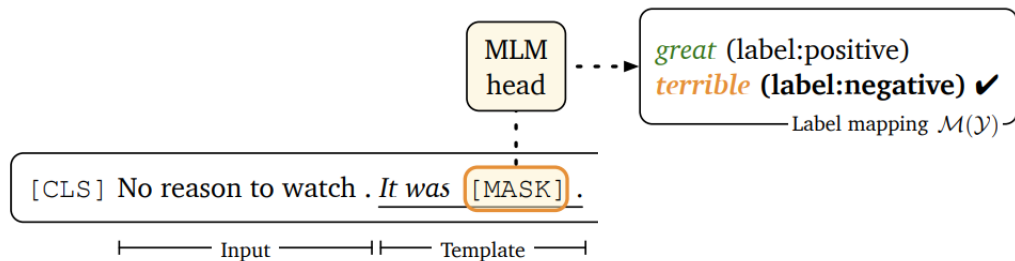 MLM
head
great (label:positive)
terrible (label:negative) ✔
Label mapping M(Y)
[CLS] No reason to watch . It was [MASK] .
Input
Template